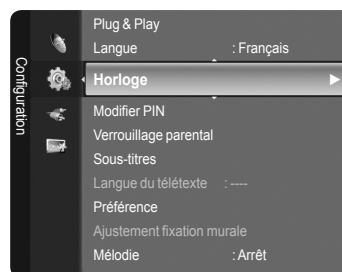 Configuration
Plug & Play
Langue : Français
Horloge
Modifier PIN
Verrouillage parental
Sous-titres
Langue du télétexte : ----
Préférence
Ajustement fixation murale
Mélodie : Arrêt